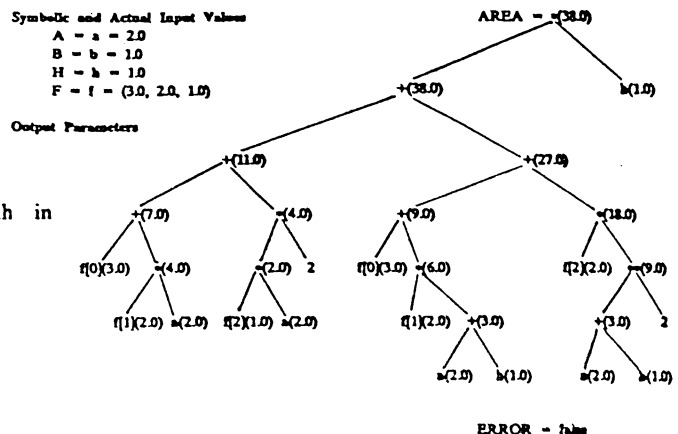 Symbolic and Actual Input Values
A = a = 2.0
B = b = 1.0
H = h = 1.0
F = f = (3.0, 2.0, 1.0)
AREA = *(38.0)
+(38.0) h(1.0)
Output Parameters
+(11.0) +(27.0)
th in
+(7.0) *(4.0) +(9.0) *(18.0)
f[0](3.0) *(4.0) *(2.0) 2 f[0](3.0) *(6.0) f[2](2.0) **(9.0)
f[1](2.0) a(2.0) f[2](1.0) a(2.0) f[1](2.0) +(3.0) +(3.0) 2
a(2.0) h(1.0) a(2.0) h(1.0)
ERROR = false